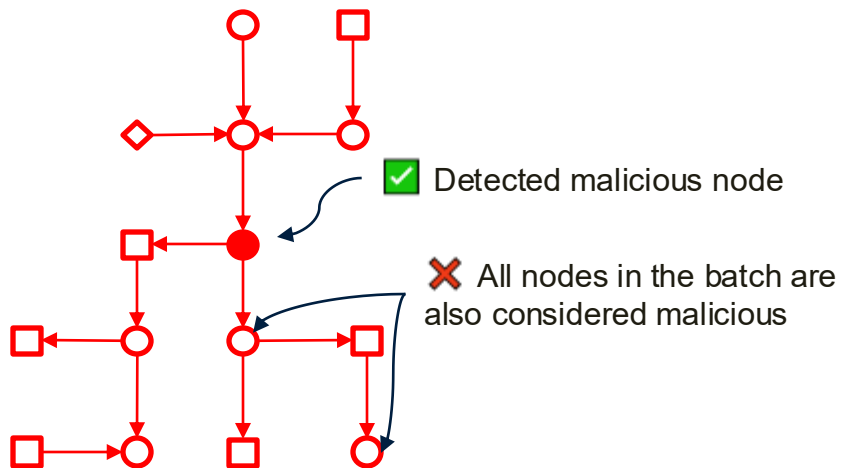 ✅ Detected malicious node
❌ All nodes in the batch are
also considered malicious